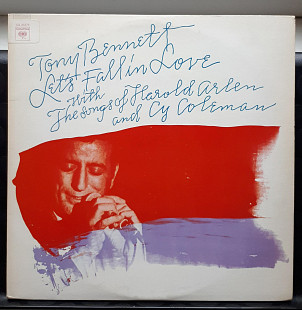 Tony Bennett
Let's Fall in Love
with
The Songs of Harold Arlen
and Cy Coleman